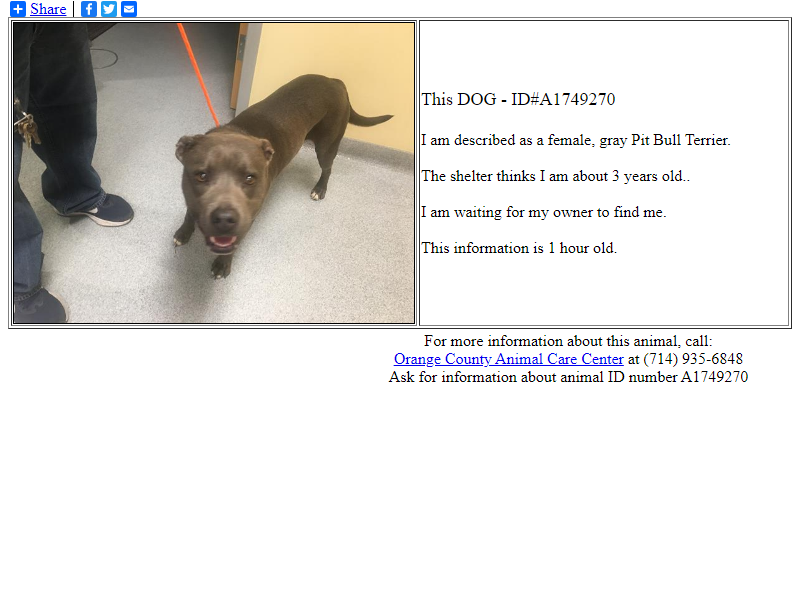 Share |
This DOG - ID#A1749270
I am described as a female, gray Pit Bull Terrier.
The shelter thinks I am about 3 years old..
I am waiting for my owner to find me.
This information is 1 hour old.
For more information about this animal, call:
Orange County Animal Care Center at (714) 935-6848
Ask for information about animal ID number A1749270